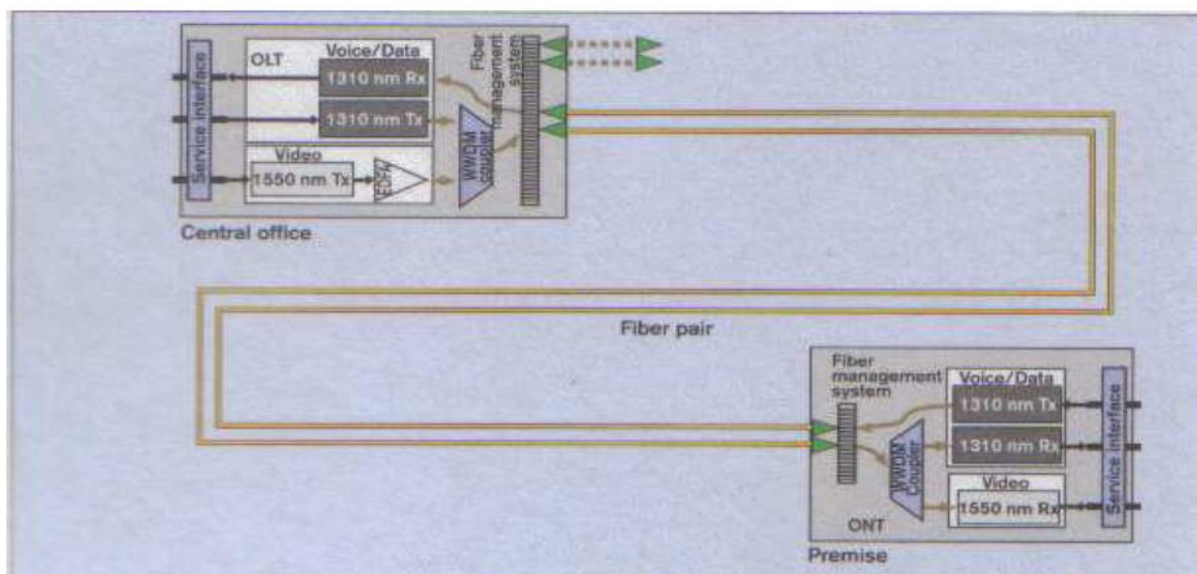 Service interface
OLT
Voice/Data
1310 nm Rx
1310 nm Tx
Video
1550 nm Tx
EDFA
WWDM
coupler
Fiber
management
system
Central office
Fiber pair
Fiber
management
system
Voice/Data
1310 nm Tx
1310 nm Rx
WWDM
Coupler
Video
1550 nm Rx
ONT
Service interface
Premise